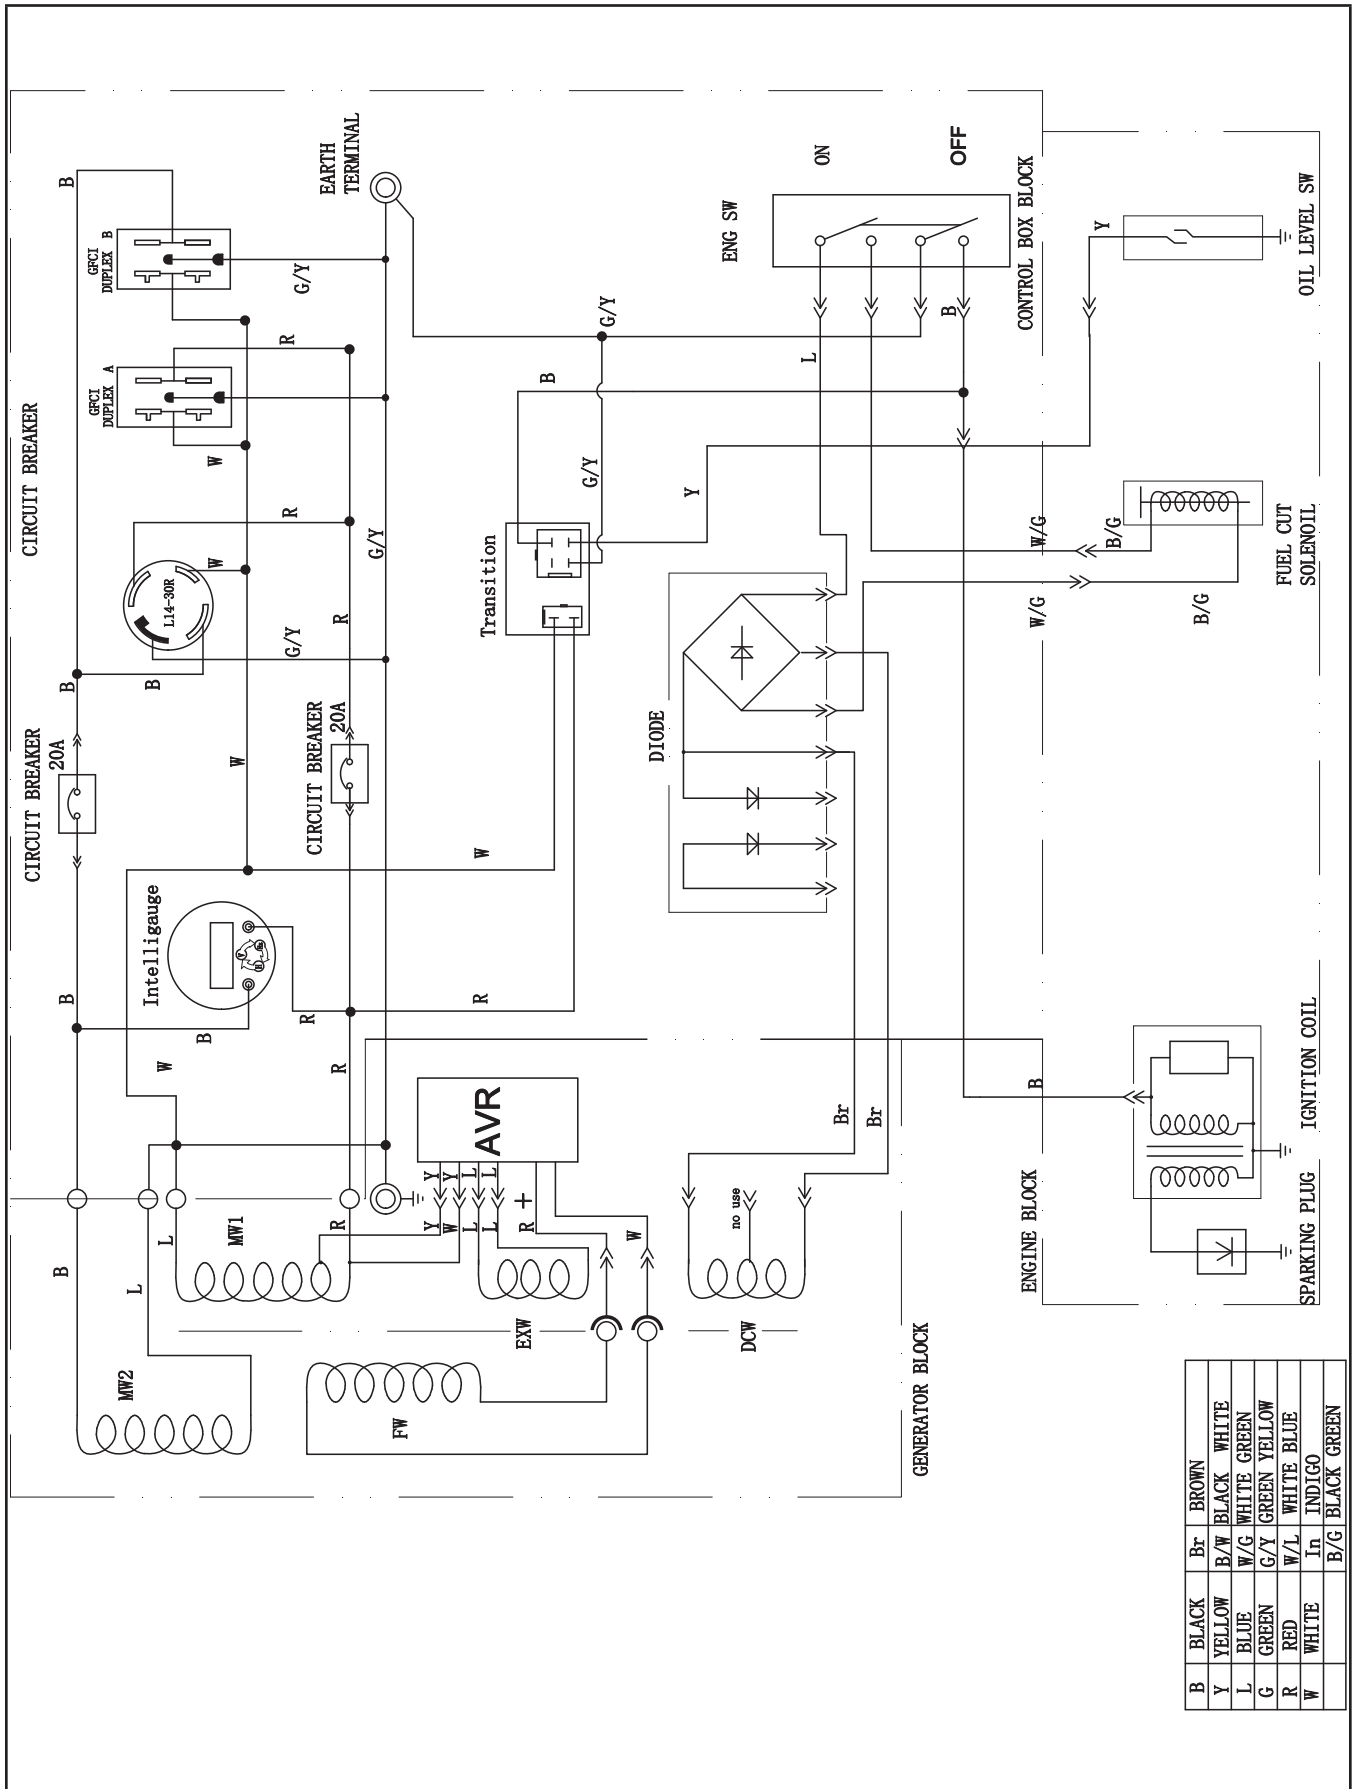 B
GFCI
DUPLEX B
EARTH
TERMINAL
G/Y
ENG SW
ON
OFF
CONTROL BOX BLOCK
Y
OIL LEVEL SW
CIRCUIT BREAKER
GFCI
DUPLEX A
R
W
G/Y
L
B
B
G/Y
Y
R
W
G/Y
L14-30R
G/Y
R
B
B
Transition
W/G
B/G
W/G
B/G
FUEL CUT
SOLENOIL
CIRCUIT BREAKER
20A
W
CIRCUIT BREAKER
20A
DIODE
W
Intelligauge
B
B
R
R
W
R
AVR
Br
Br
B
IGNITION COIL
SPARKING PLUG
ENGINE BLOCK
Y
Y
L
L
+
Y
W
L
L
R
W
no use
B
L
L
MW1
R
EXW
DCW
MW2
FW
GENERATOR BLOCK
B BLACK Br BROWN
Y YELLOW B/W BLACK WHITE
L BLUE W/G WHITE GREEN
G GREEN G/Y GREEN YELLOW
R RED W/L WHITE BLUE
W WHITE In INDIGO
B/G BLACK GREEN